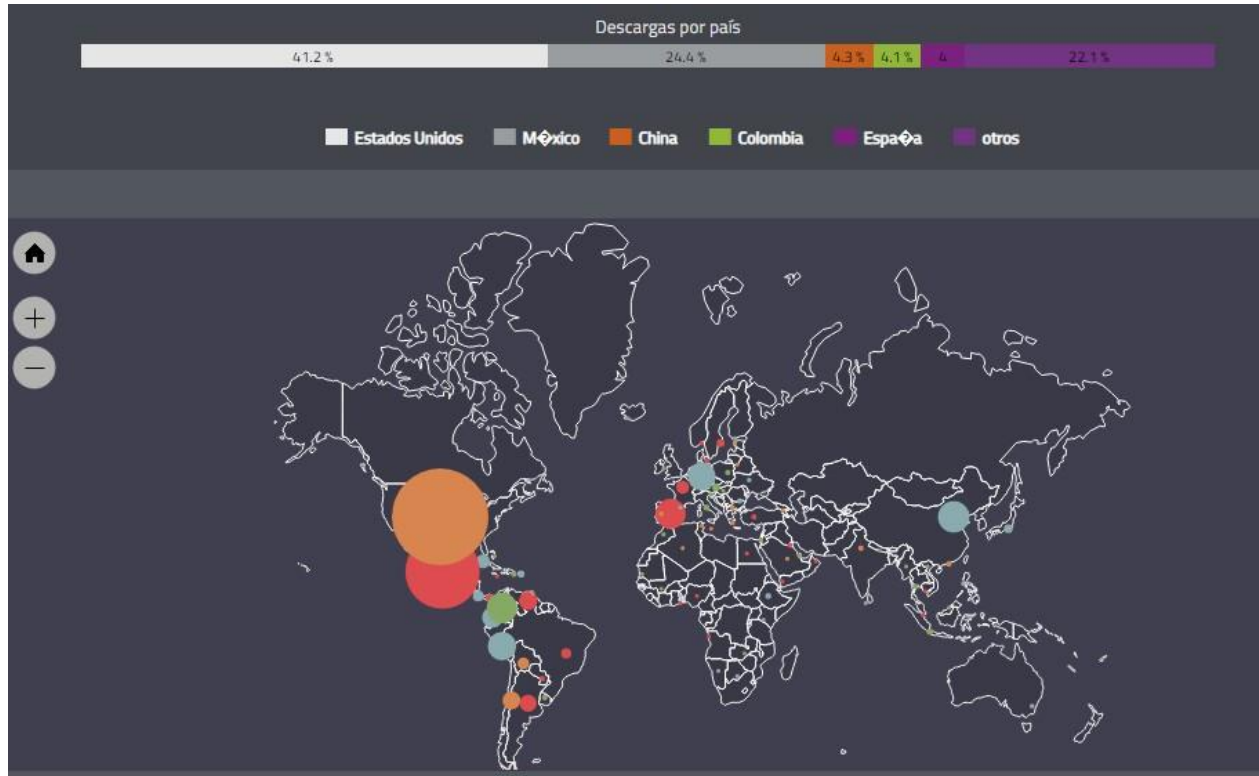 Descargas por país
41.2 % 24.4 % 4.3 % 4.1 % 4 22.1 %
Estados Unidos M�xico China Colombia Espa�a otros